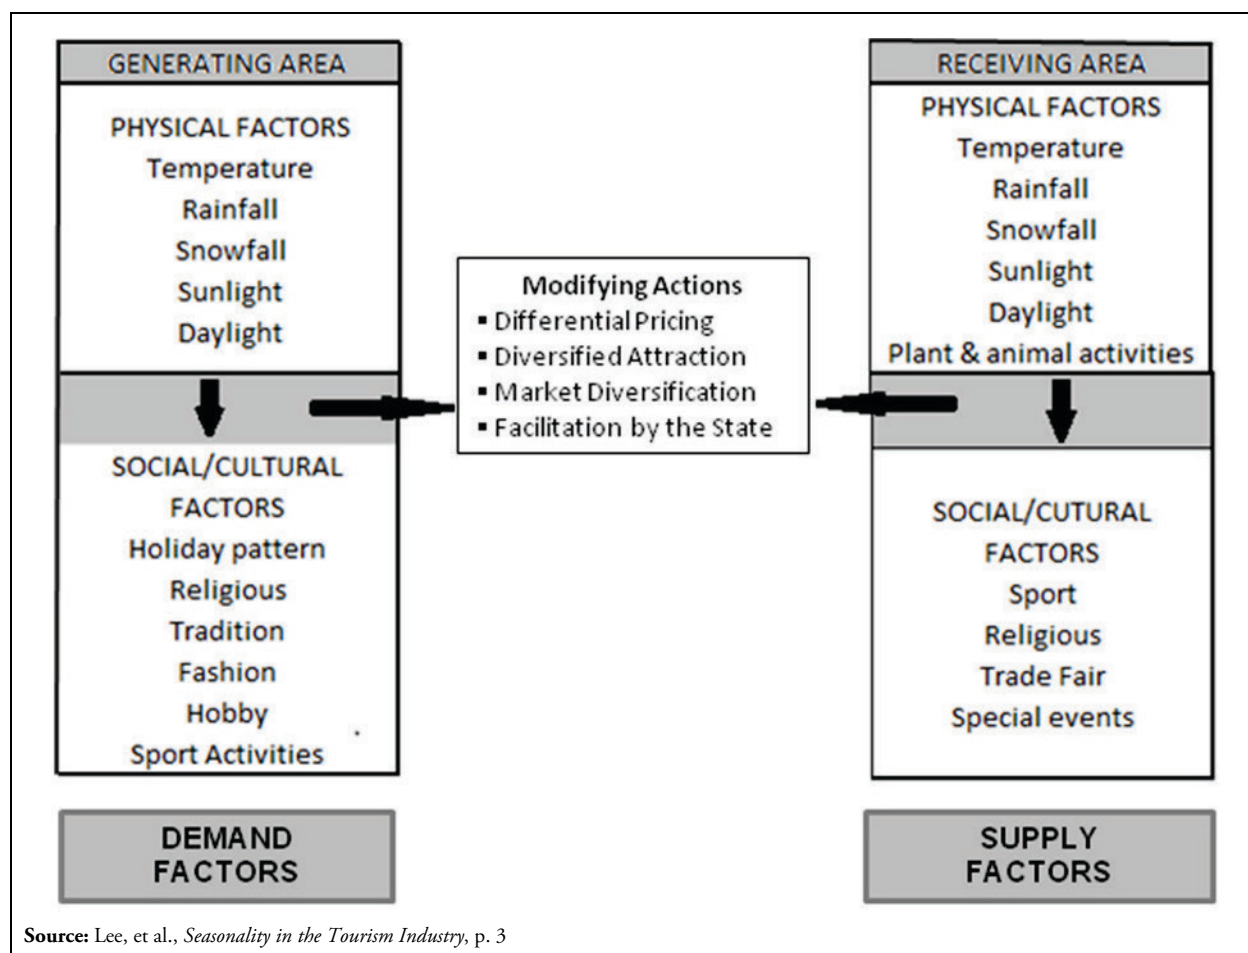 GENERATING AREA
PHYSICAL FACTORS
Temperature
Rainfall
Snowfall
Sunlight
Daylight
SOCIAL/CULTURAL
FACTORS
Holiday pattern
Religious
Tradition
Fashion
Hobby
Sport Activities
DEMAND
FACTORS
Modifying Actions
▪ Differential Pricing
▪ Diversified Attraction
▪ Market Diversification
▪ Facilitation by the State
RECEIVING AREA
PHYSICAL FACTORS
Temperature
Rainfall
Snowfall
Sunlight
Daylight
Plant & animal activities
SOCIAL/CUTURAL
FACTORS
Sport
Religious
Trade Fair
Special events
SUPPLY
FACTORS
Source: Lee, et al., Seasonality in the Tourism Industry, p. 3